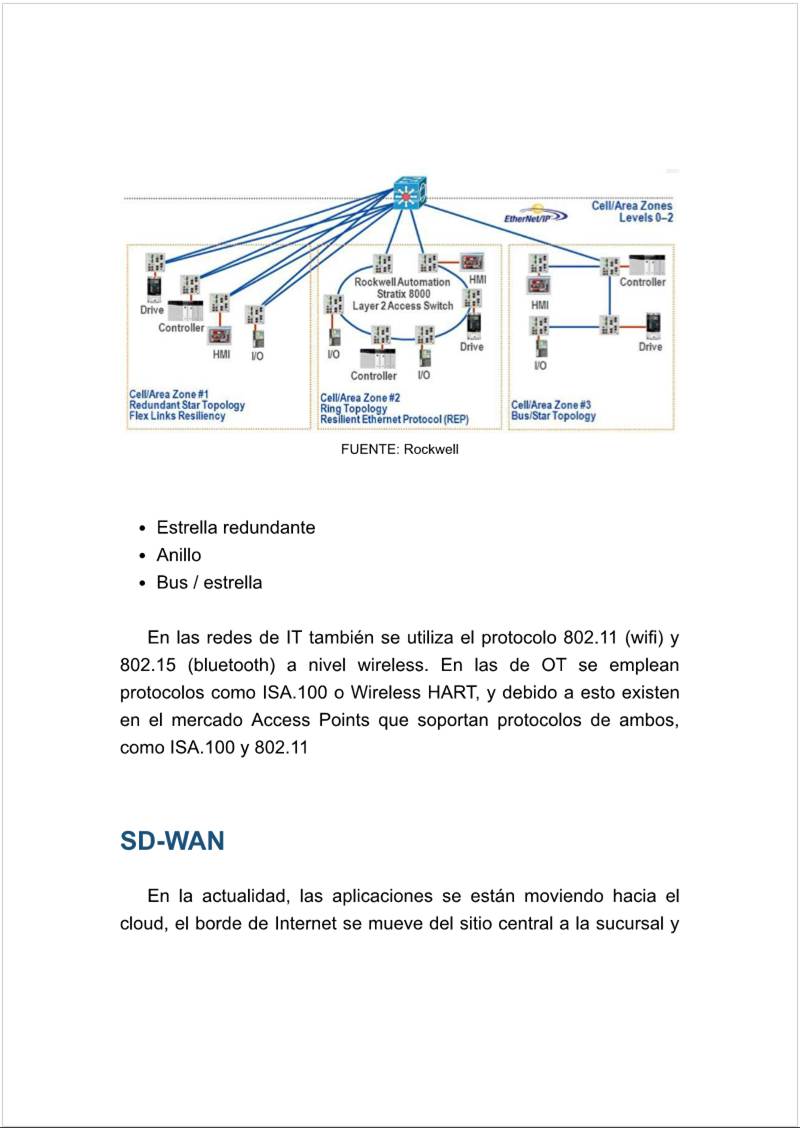 Cell/Area Zones
Levels 0–2
EtherNet/IP
Drive
Controller
HMI
I/O
Cell/Area Zone #1
Redundant Star Topology
Flex Links Resiliency
Rockwell Automation
Stratix 8000
Layer 2 Access Switch
HMI
I/O
Controller
I/O
Drive
Cell/Area Zone #2
Ring Topology
Resilient Ethernet Protocol (REP)
Controller
HMI
I/O
Drive
Cell/Area Zone #3
Bus/Star Topology
FUENTE: Rockwell
• Estrella redundante
• Anillo
• Bus / estrella
En las redes de IT también se utiliza el protocolo 802.11 (wifi) y
802.15 (bluetooth) a nivel wireless. En las de OT se emplean
protocolos como ISA.100 o Wireless HART, y debido a esto existen
en el mercado Access Points que soportan protocolos de ambos,
como ISA.100 y 802.11
SD-WAN
En la actualidad, las aplicaciones se están moviendo hacia el
cloud, el borde de Internet se mueve del sitio central a la sucursal y